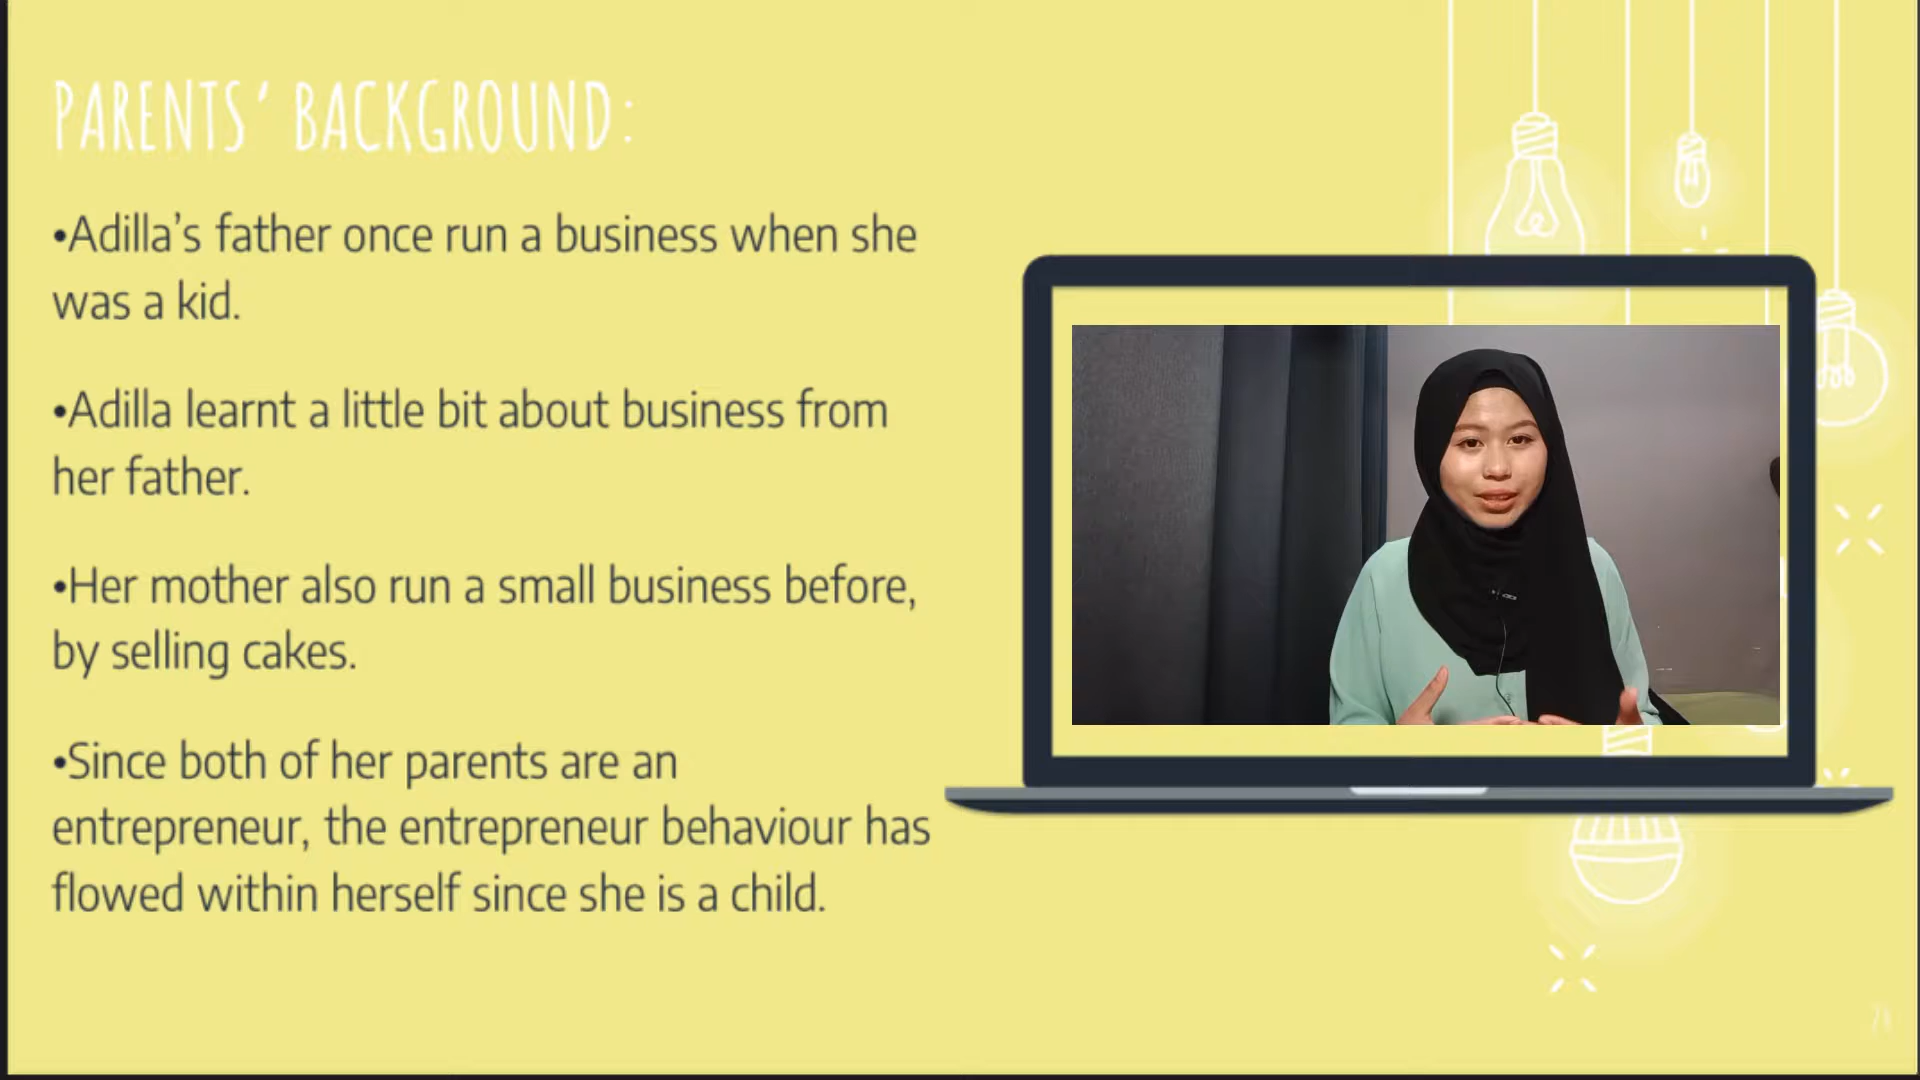 PARENTS‘ BACKGROUND:
•Adilla’s father once run a business when she
was a kid.
•Adilla learnt a little bit about business from
her father.
•Her mother also run a small business before,
by selling cakes.
•Since both of her parents are an
entrepreneur, the entrepreneur behaviour has
flowed within herself since she is a child.